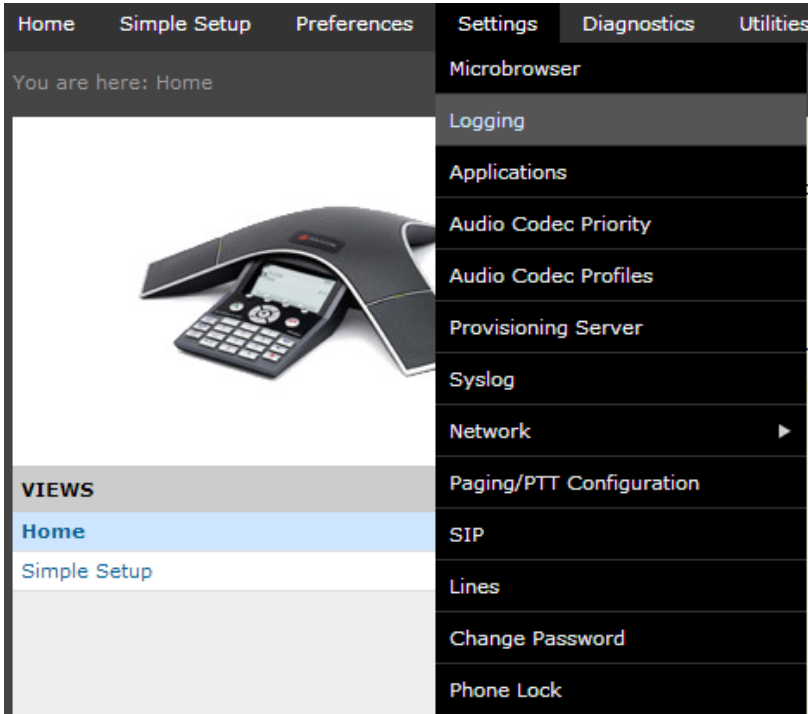 Home Simple Setup Preferences Settings Diagnostics Utilities
You are here: Home
Microbrowser
Logging
Applications
Audio Codec Priority
Audio Codec Profiles
Provisioning Server
Syslog
Network
Paging/PTT Configuration
SIP
Lines
Change Password
Phone Lock
VIEWS
Home
Simple Setup